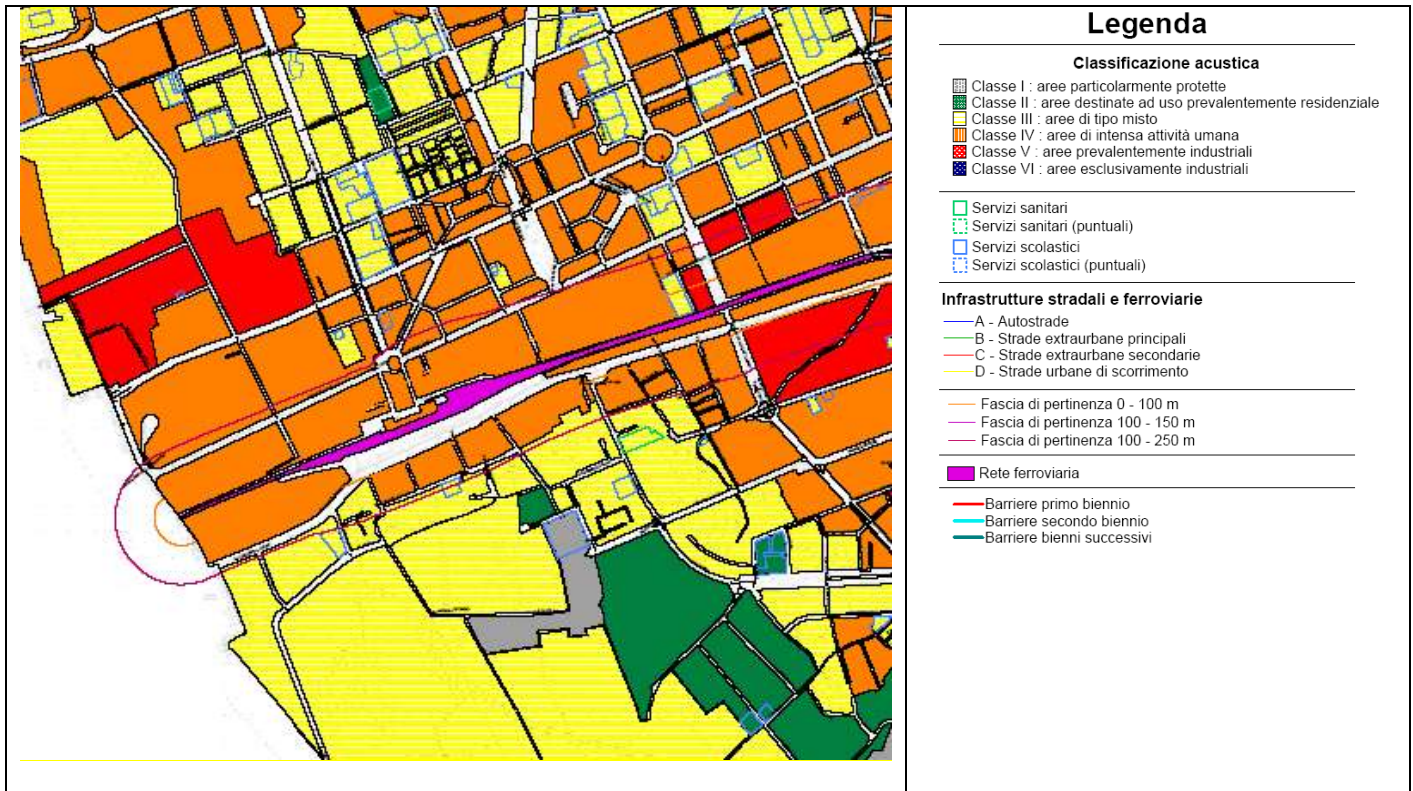 Legenda
Classificazione acustica
Classe I : aree particolarmente protette
Classe II : aree destinate ad uso prevalentemente residenziale
Classe III : aree di tipo misto
Classe IV : aree di intensa attività umana
Classe V : aree prevalentemente industriali
Classe VI : aree esclusivamente industriali
Servizi sanitari
Servizi sanitari (puntuali)
Servizi scolastici
Servizi scolastici (puntuali)
Infrastrutture stradali e ferroviarie
A - Autostrade
B - Strade extraurbane principali
C - Strade extraurbane secondarie
D - Strade urbane di scorrimento
Fascia di pertinenza 0 - 100 m
Fascia di pertinenza 100 - 150 m
Fascia di pertinenza 100 - 250 m
Rete ferroviaria
Barriere primo biennio
Barriere secondo biennio
Barriere bienni successivi